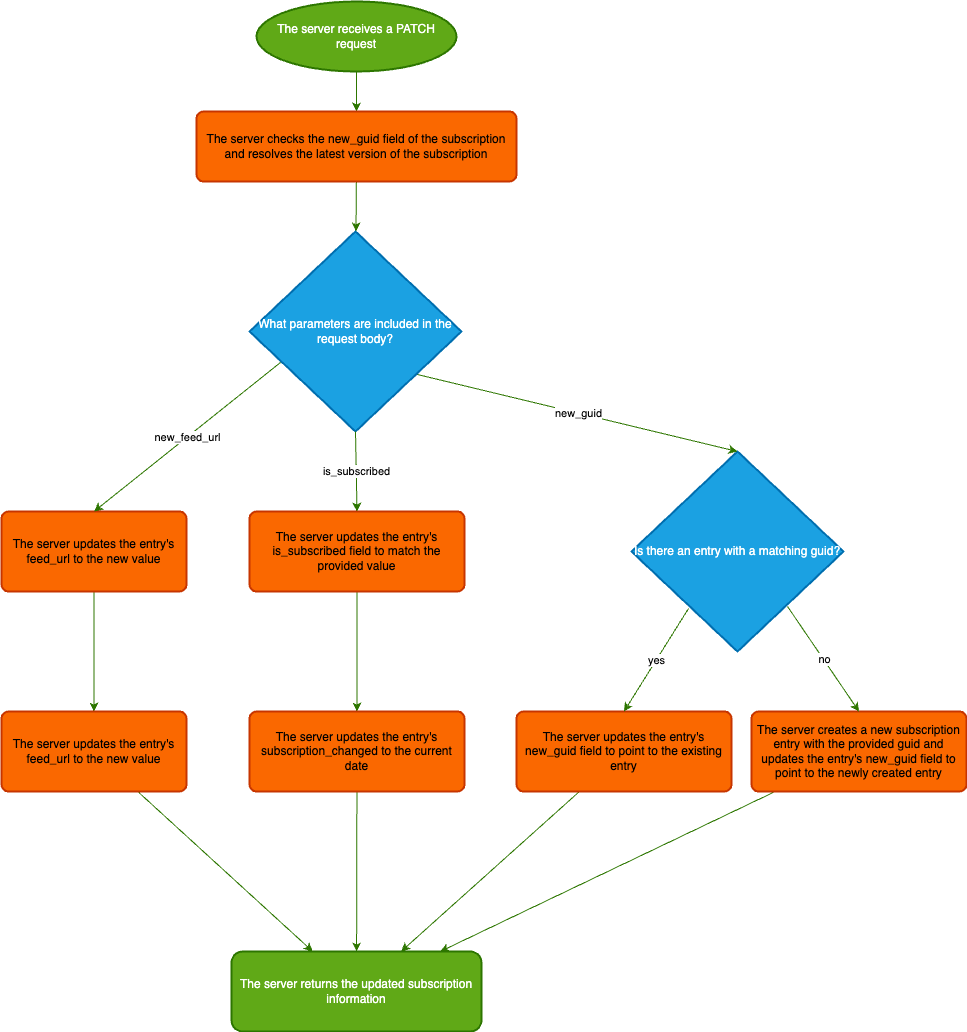 The server receives a PATCH
request
The server checks the new_guid field of the subscription
and resolves the latest version of the subscription
What parameters are included in the
request body?
new_guid
new_feed_url
is_subscribed
The server updates the entry's
feed_url to the new value
The server updates the entry's
is_subscribed field to match the
provided value
Is there an entry with a matching guid?
yes
no
The server updates the entry's
feed_url to the new value
The server updates the entry's
subscription_changed to the current
date
The server updates the entry's
new_guid field to point to the existing
entry
The server creates a new subscription
entry with the provided guid and
updates the entry's new_guid field to
point to the newly created entry
The server returns the updated subscription
information